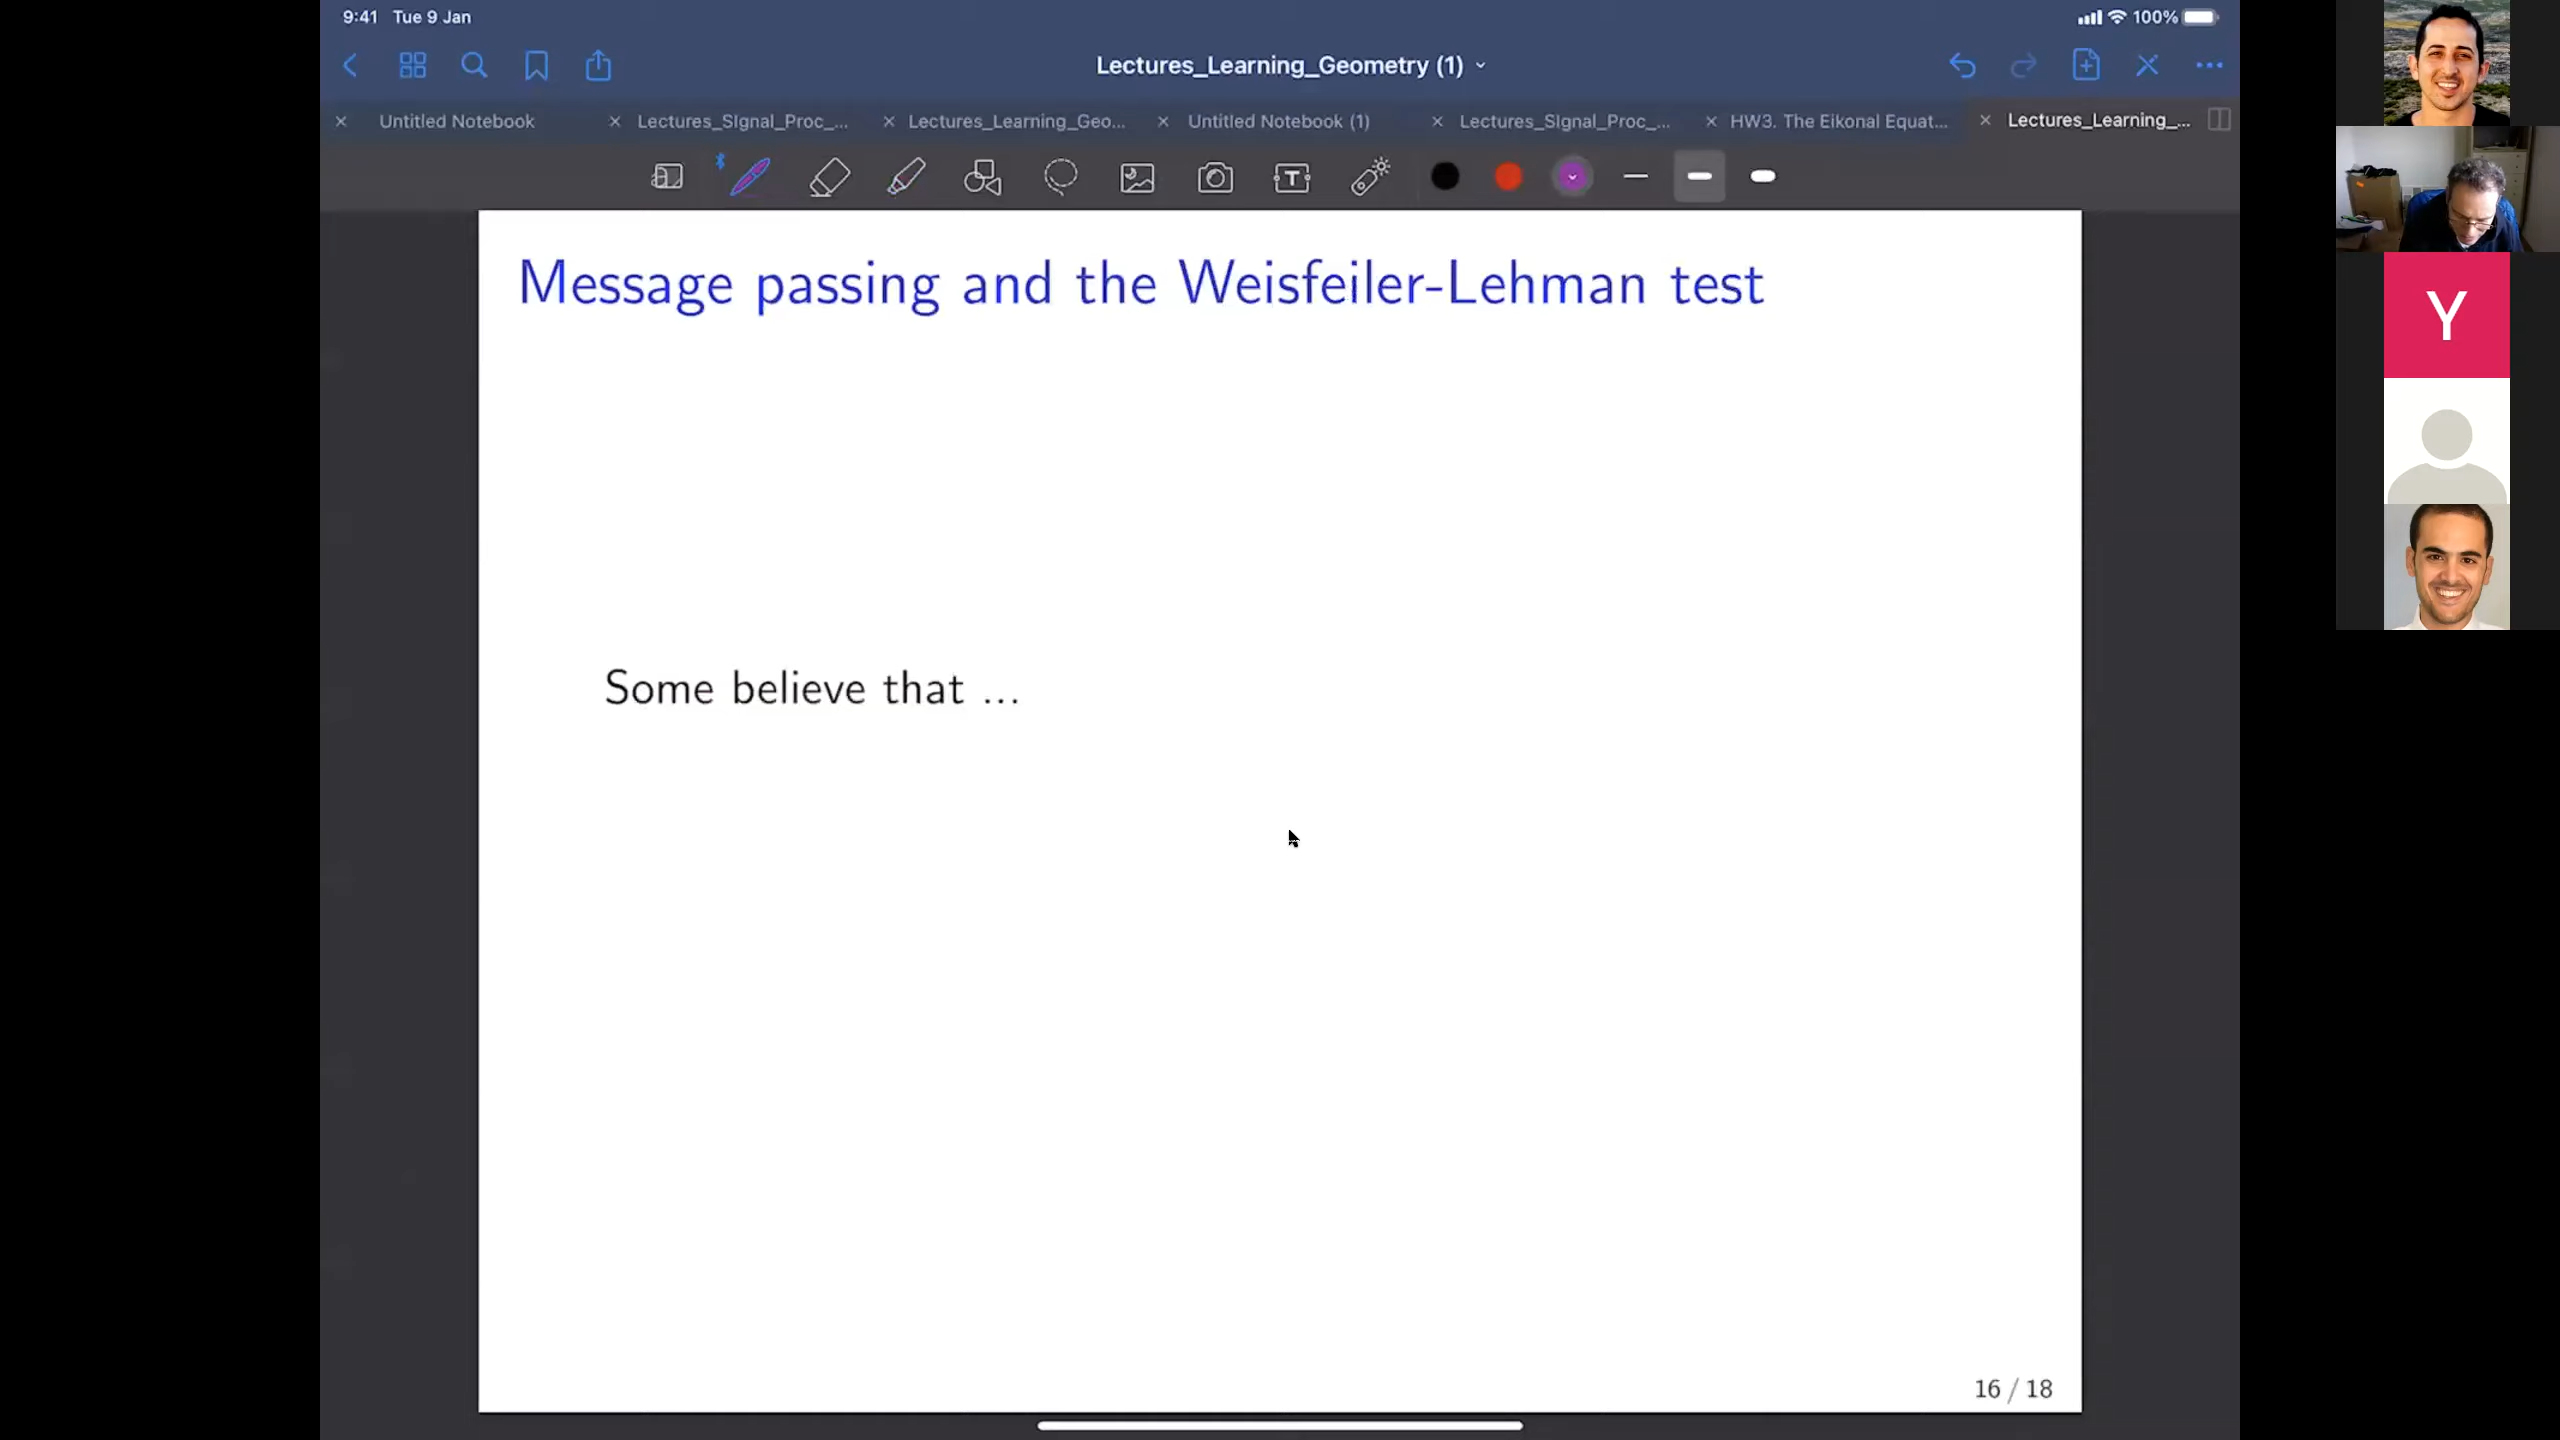 9:41 Tue 9 Jan
100%
Lectures_Learning_Geometry (1)
Untitled Notebook
Lectures_SIgnal_Proc_...
Lectures_Learning_Geo...
Untitled Notebook (1)
Lectures_SIgnal_Proc_...
HW3. The Eikonal Equat...
Lectures_Learning_...
T
Message passing and the Weisfeiler-Lehman test
Y
Some believe that ...
16 / 18